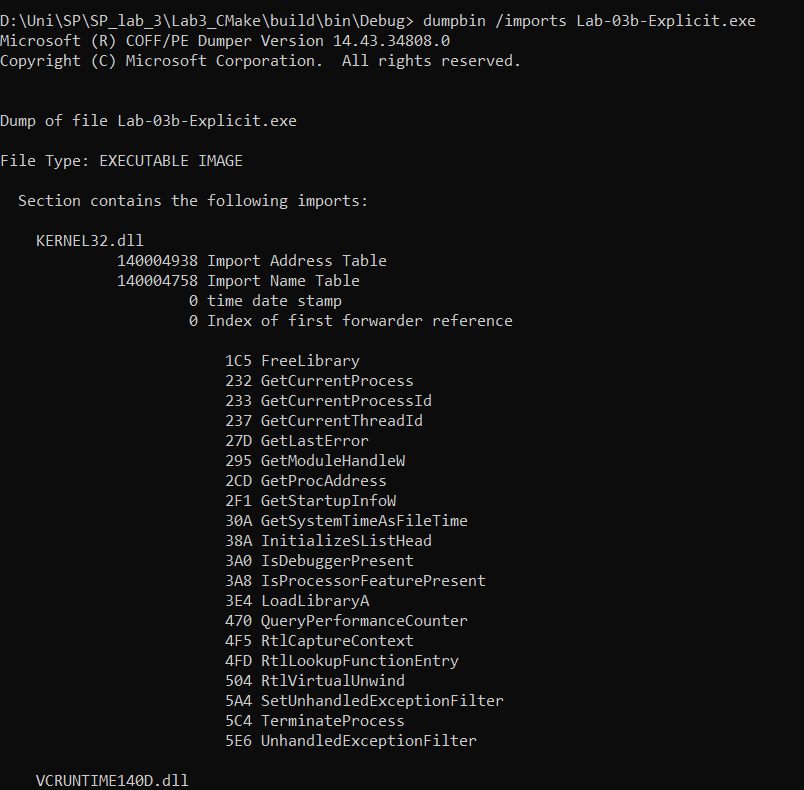 D:\Uni\SP\SP_lab_3\Lab3_CMake\build\bin\Debug> dumpbin /imports Lab-03b-Explicit.exe
Microsoft (R) COFF/PE Dumper Version 14.43.34808.0
Copyright (C) Microsoft Corporation.  All rights reserved.
Dump of file Lab-03b-Explicit.exe
File Type: EXECUTABLE IMAGE
Section contains the following imports:
KERNEL32.dll
140004938 Import Address Table
140004758 Import Name Table
0 time date stamp
0 Index of first forwarder reference
1C5 FreeLibrary
232 GetCurrentProcess
233 GetCurrentProcessId
237 GetCurrentThreadId
27D GetLastError
295 GetModuleHandleW
2CD GetProcAddress
2F1 GetStartupInfoW
30A GetSystemTimeAsFileTime
38A InitializeSListHead
3A0 IsDebuggerPresent
3A8 IsProcessorFeaturePresent
3E4 LoadLibraryA
470 QueryPerformanceCounter
4F5 RtlCaptureContext
4FD RtlLookupFunctionEntry
504 RtlVirtualUnwind
5A4 SetUnhandledExceptionFilter
5C4 TerminateProcess
5E6 UnhandledExceptionFilter
VCRUNTIME140D.dll